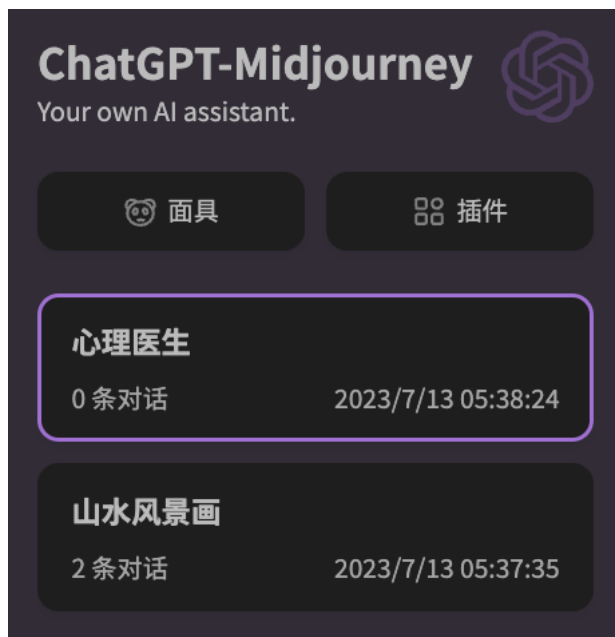 ChatGPT-Midjourney
Your own AI assistant.
面具 插件
心理医生
0 条对话 2023/7/13 05:38:24
山水风景画
2 条对话 2023/7/13 05:37:35